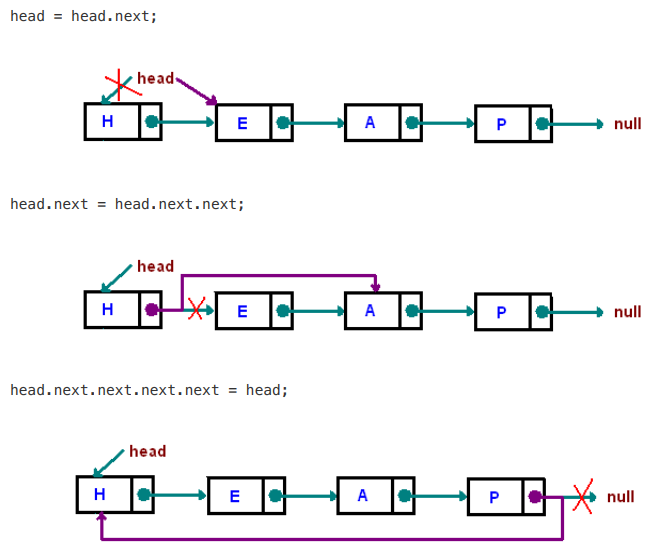 head = head.next;
head
H E A P null
head.next = head.next.next;
head
H E A P null
head.next.next.next.next = head;
head
H E A P null